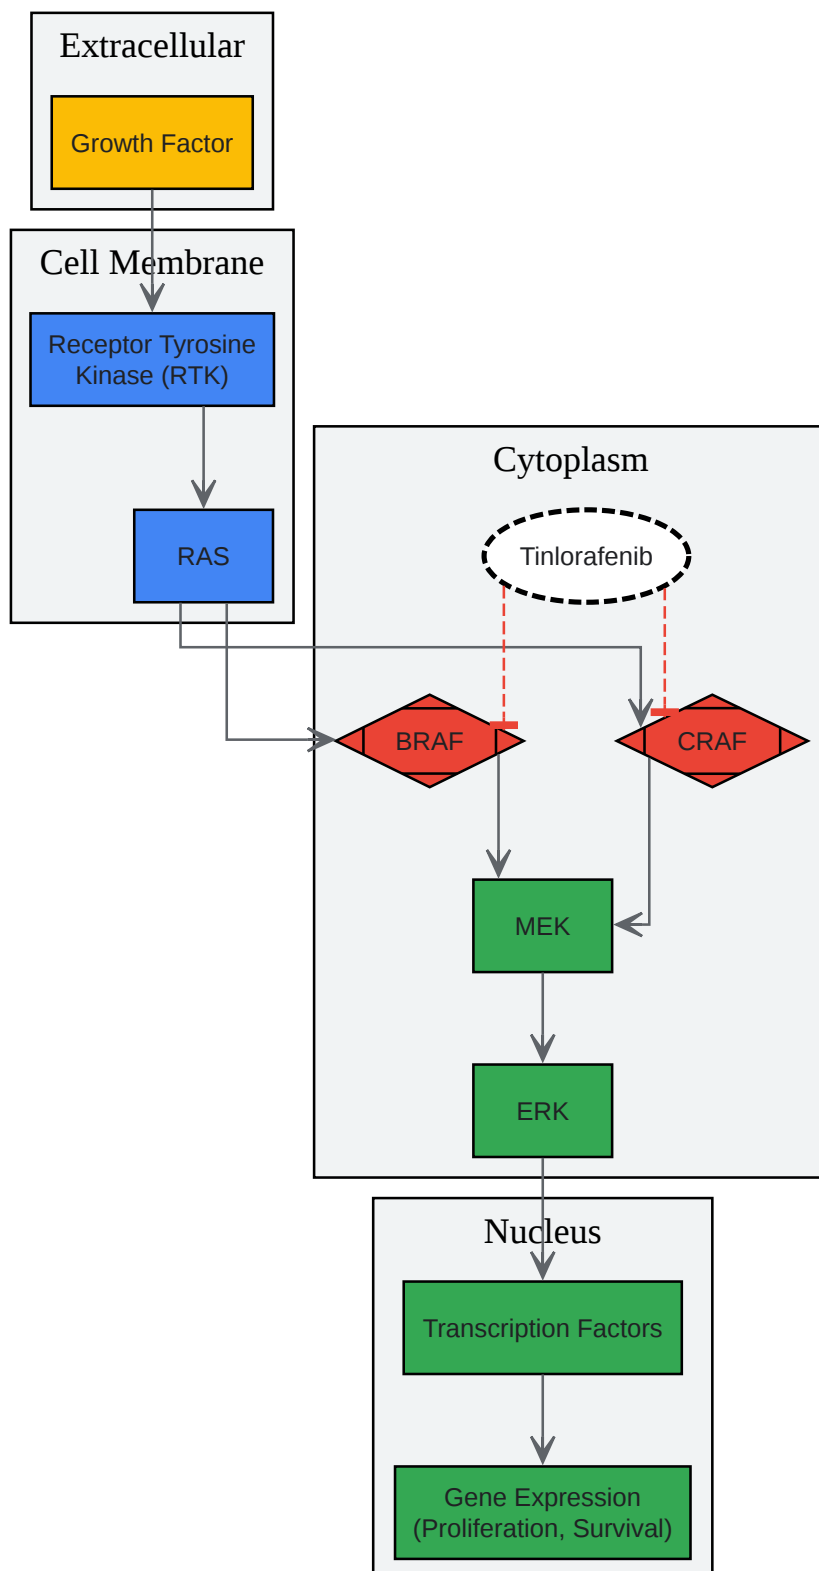 Extracellular
Growth Factor
Cell Membrane
Receptor Tyrosine
Kinase (RTK)
RAS
Cytoplasm
Tinlorafenib
BRAF
CRAF
MEK
ERK
Nucleus
Transcription Factors
Gene Expression
(Proliferation, Survival)